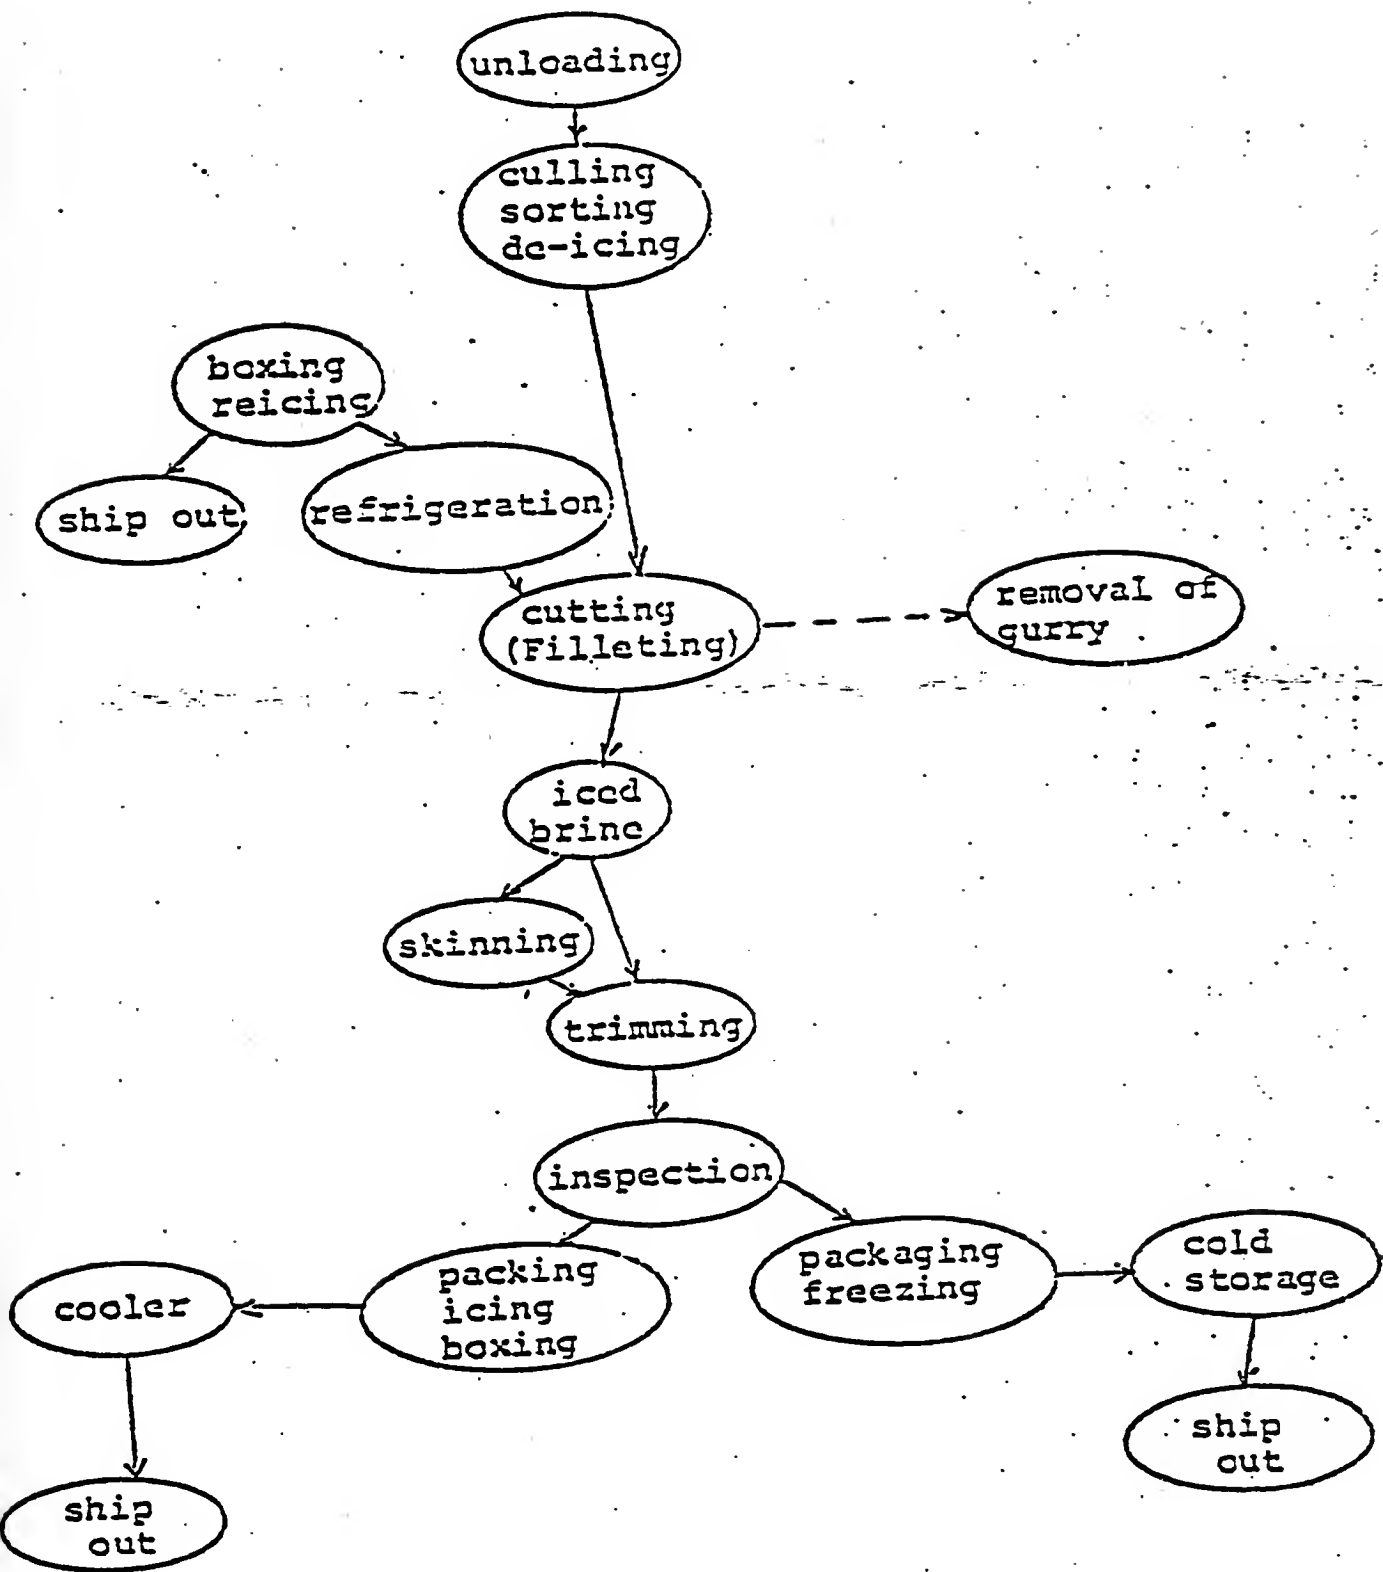 unloading
culling
sorting
de-icing
boxing
reicing
ship out
refrigeration
cutting
(Filleting)
removal of
gurry
iced
brine
skinning
trimming
inspection
packing
icing
boxing
packaging
freezing
cold
storage
cooler
ship
out
ship
out